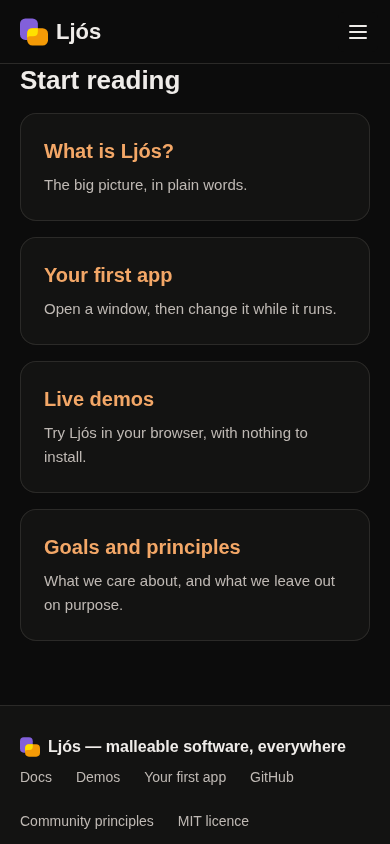 Ljós
Start reading
What is Ljós?
The big picture, in plain words.
Your first app
Open a window, then change it while it runs.
Live demos
Try Ljós in your browser, with nothing to
install.
Goals and principles
What we care about, and what we leave out
on purpose.
Ljós — malleable software, everywhere
Docs Demos Your first app GitHub
Community principles MIT licence